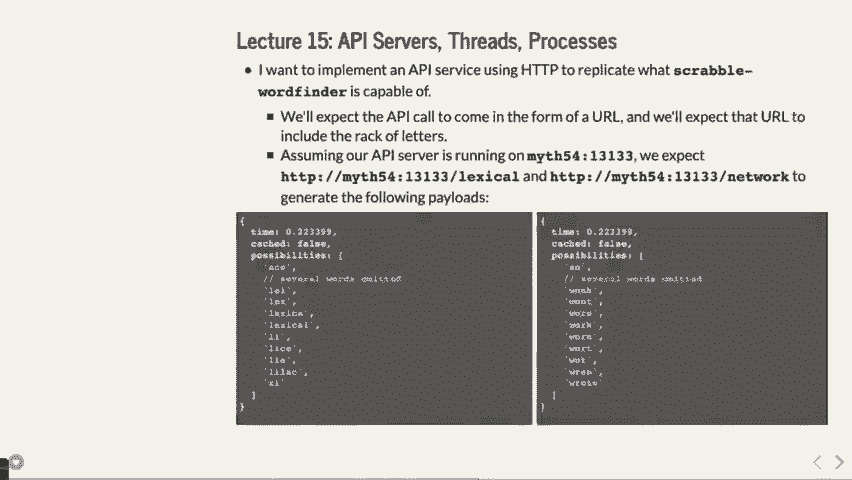 Lecture 15: API Servers, Threads, Processes
I want to implement an API service using HTTP to replicate what scrabble-
wordfinder is capable of.
We'll expect the API call to come in the form of a URL, and we'll expect that URL to
include the rack of letters.
Assuming our API server is running on myth54:13133, we expect
http://myth54:13133/lexical and http://myth54:13133/network to
generate the following payloads:
{
time: 0.223399,
cached: false,
possibilities: [
'ace',
// several words omitted
'lei',
'lex',
'lexica',
'lexical',
'li',
'lice',
'lie',
'lilac',
'xi'
]
}
{
time: 0.223399,
cached: false,
possibilities: [
// several words omitted
'wonk',
'wont',
'wore',
'work',
'worn',
'wort',
'wot',
'wren',
'wrote'
]
}